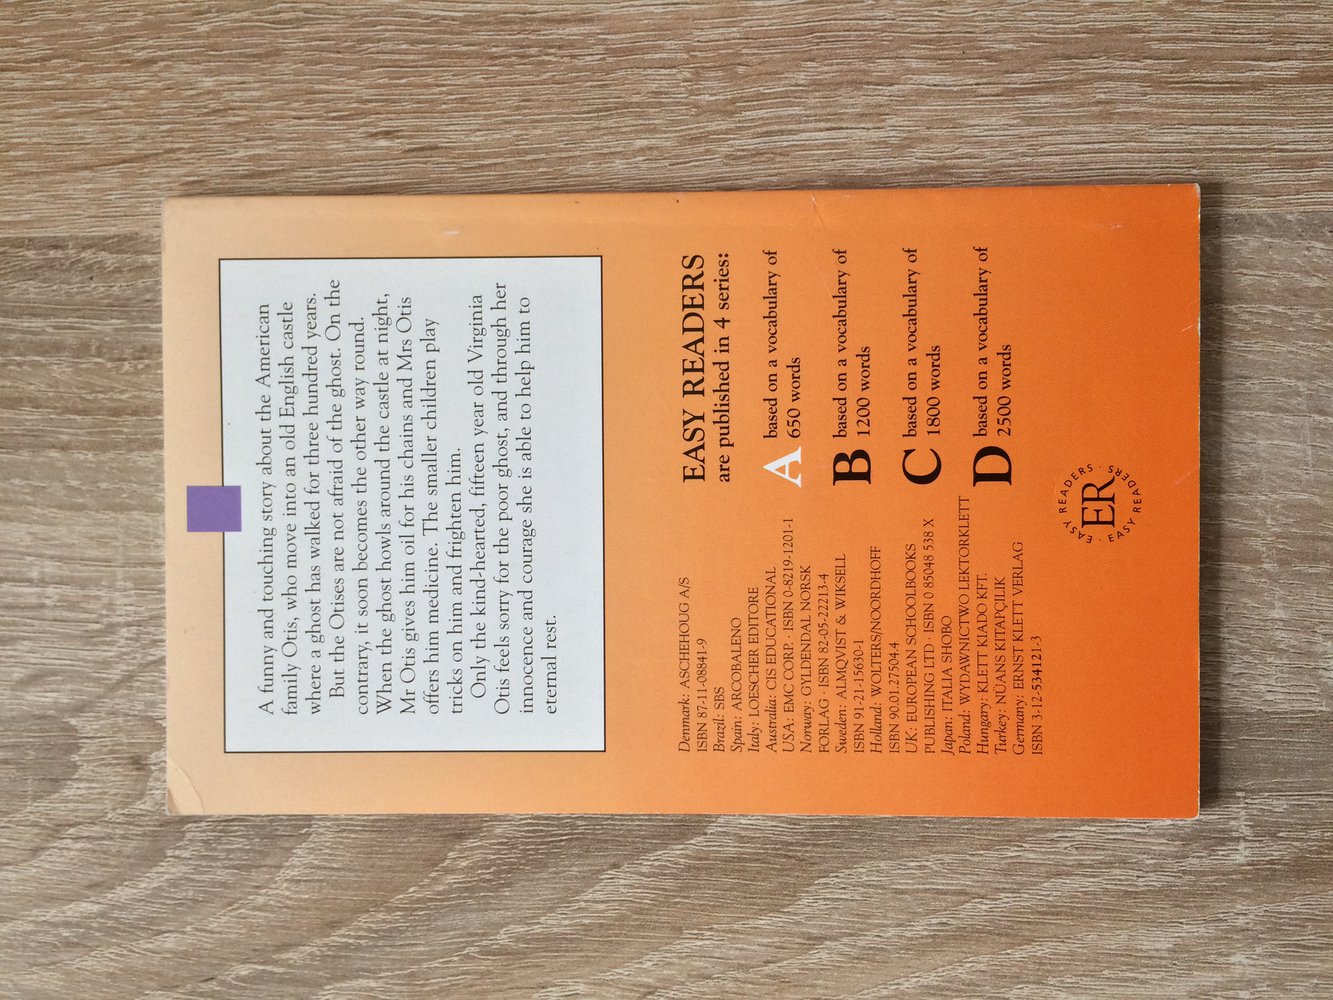 A funny and touching story about the American
family Otis, who move into an old English castle
where a ghost has walked for three hundred years.
But the Otises are not afraid of the ghost. On the
contrary, it soon becomes the other way round.
When the ghost howls around the castle at night,
Mr Otis gives him oil for his chains and Mrs Otis
offers him medicine. The smaller children play
tricks on him and frighten him.
Only the kind-hearted, fifteen year old Virginia
Otis feels sorry for the poor ghost, and through her
innocence and courage she is able to help him to
eternal rest.
Denmark: ASCHEHOUG A/S
ISBN 87-11-08841-9
Brazil: SBS
Spain: ARCOBALENO
Italy: LOESCHER EDITORE
Australia: CIS EDUCATIONAL
USA: EMC CORP. · ISBN 0-8219-1201-1
Norway: GYLDENDAL NORSK
FORLAG · ISBN 82-05-22213-4
Sweden: ALMQVIST & WIKSELL
ISBN 91-21-15630-1
Holland: WOLTERS/NOORDHOFF
ISBN 90.01.27504.4
UK: EUROPEAN SCHOOLBOOKS
PUBLISHING LTD · ISBN 0 85048 538 X
Japan: ITALIA SHOBO
Poland: WYDAWNICTWO LEKTORKLETT
Hungary: KLETT KIADO KFT.
Turkey: NÜANS KITAPÇILIK
Germany: ERNST KLETT VERLAG
ISBN 3-12-534121-3
EASY READERS
are published in 4 series:
A based on a vocabulary of
650 words
B based on a vocabulary of
1200 words
C based on a vocabulary of
1800 words
D based on a vocabulary of
2500 words
EASY READERS · EASY READERS ·
ER